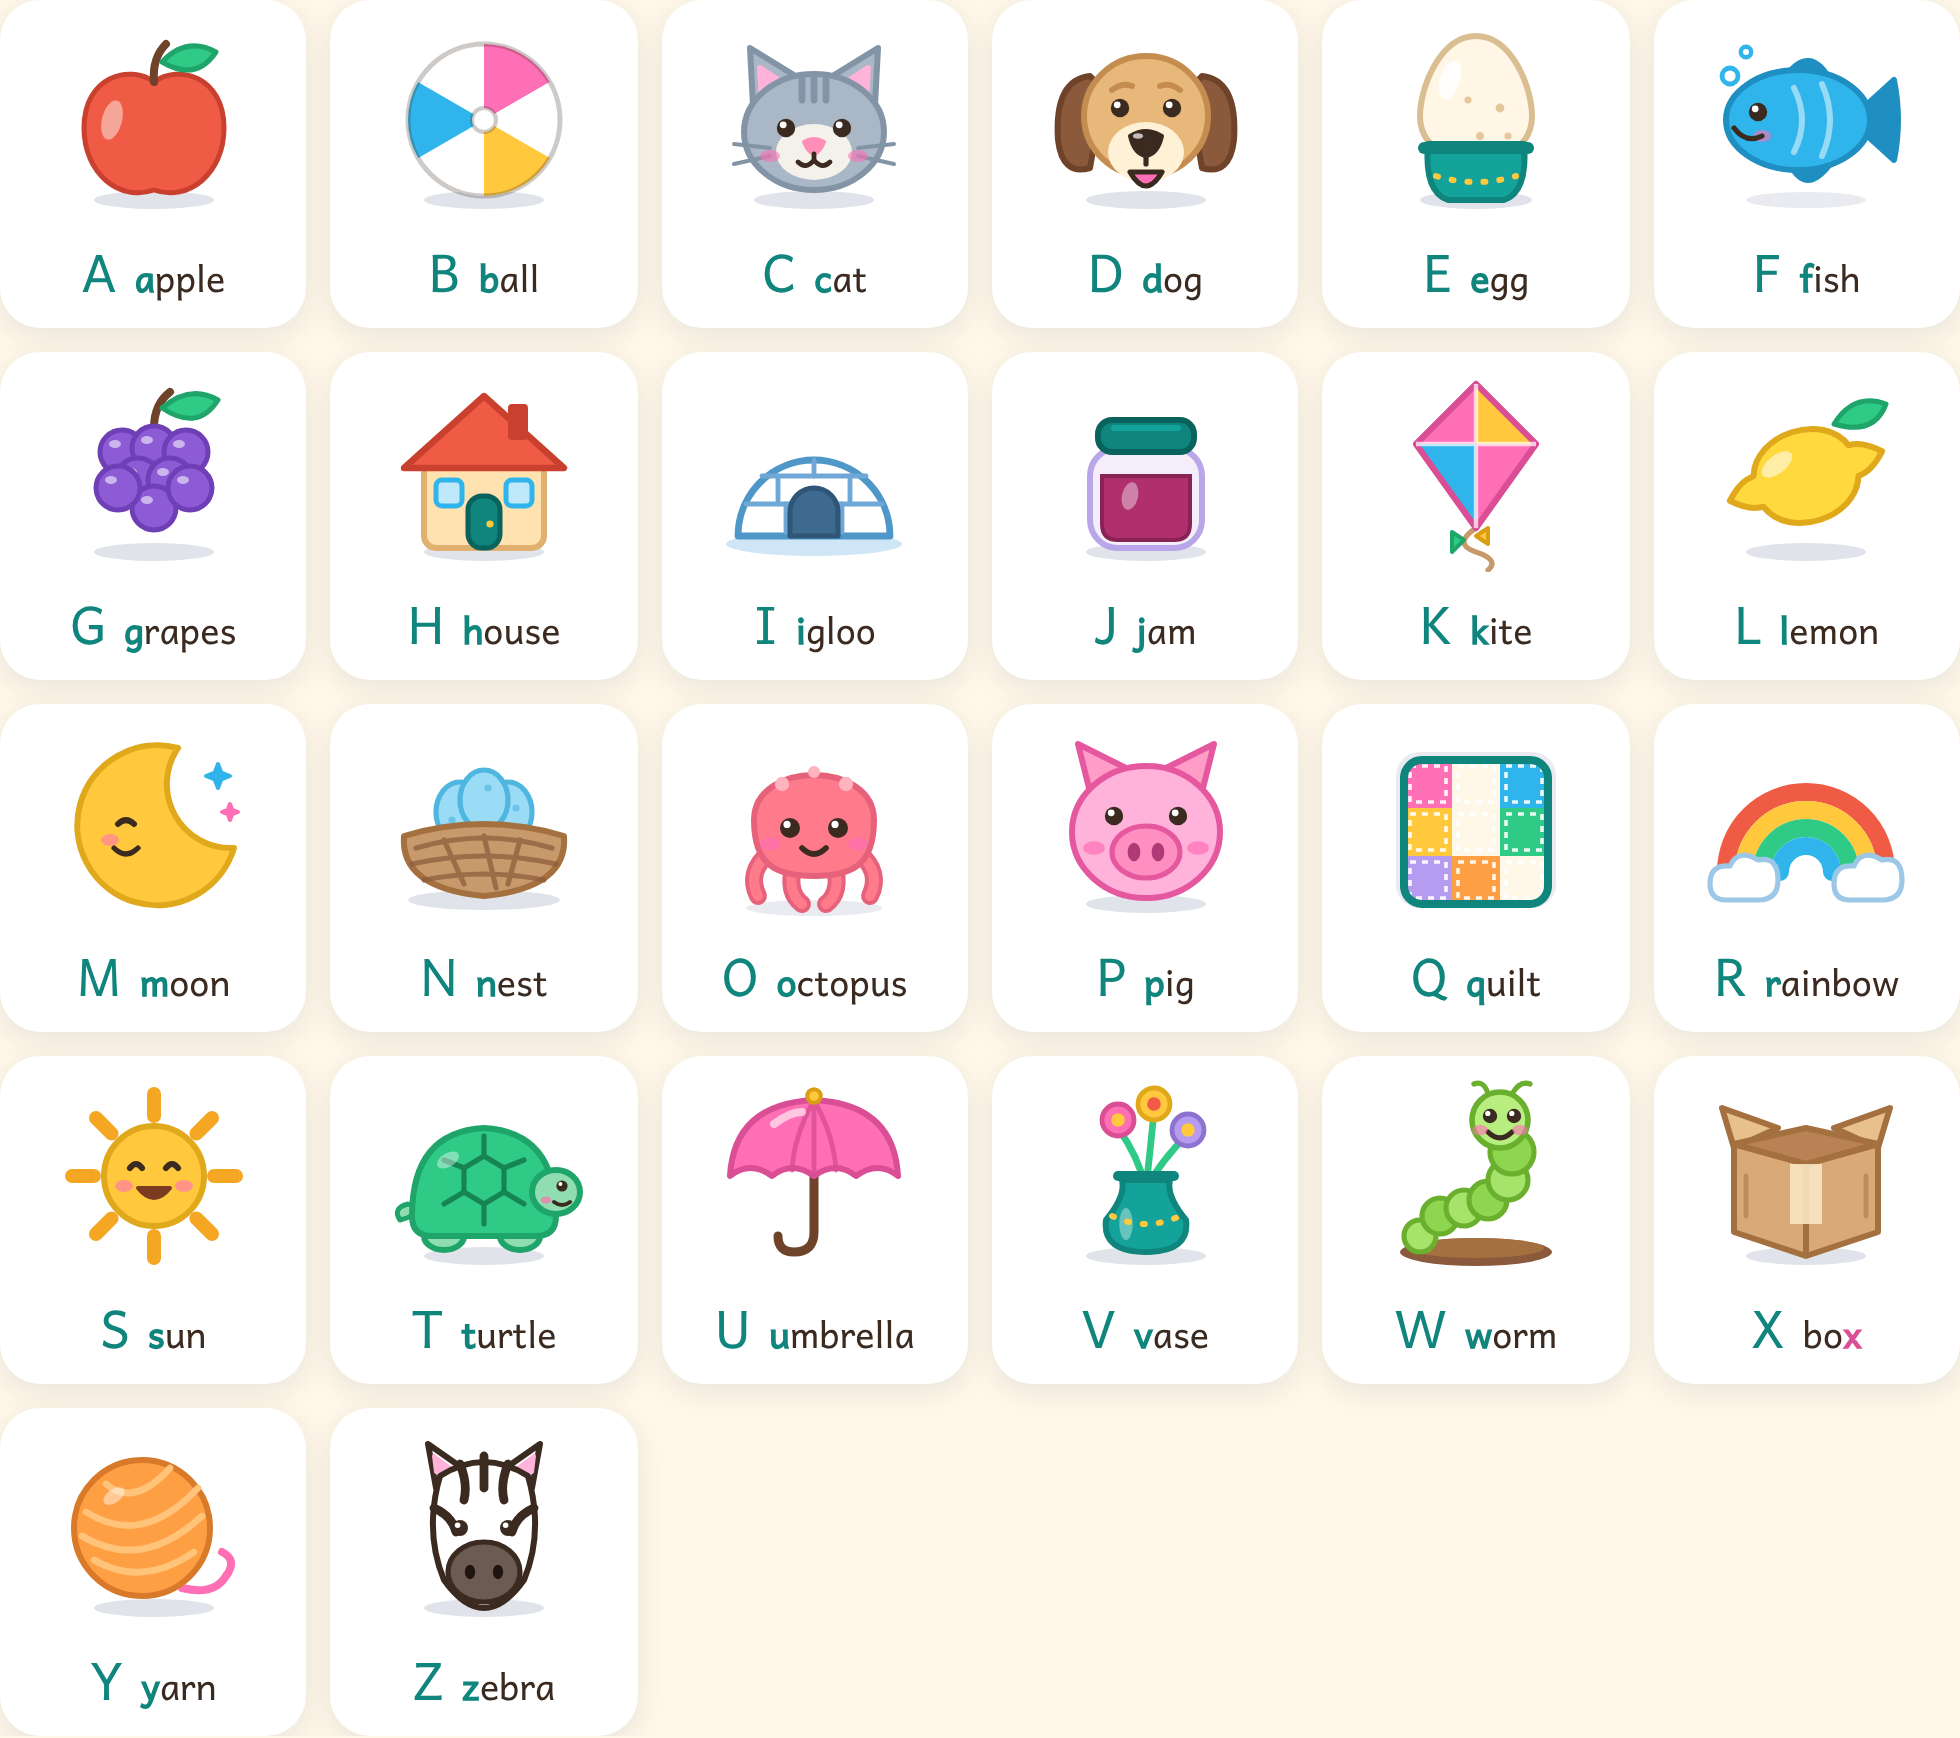 A apple
B ball
C cat
D dog
E egg
F fish
G grapes
H house
I igloo
J jam
K kite
L lemon
M moon
N nest
O octopus
P pig
Q quilt
R rainbow
S sun
T turtle
U umbrella
V vase
W worm
X box
Y yarn
Z zebra